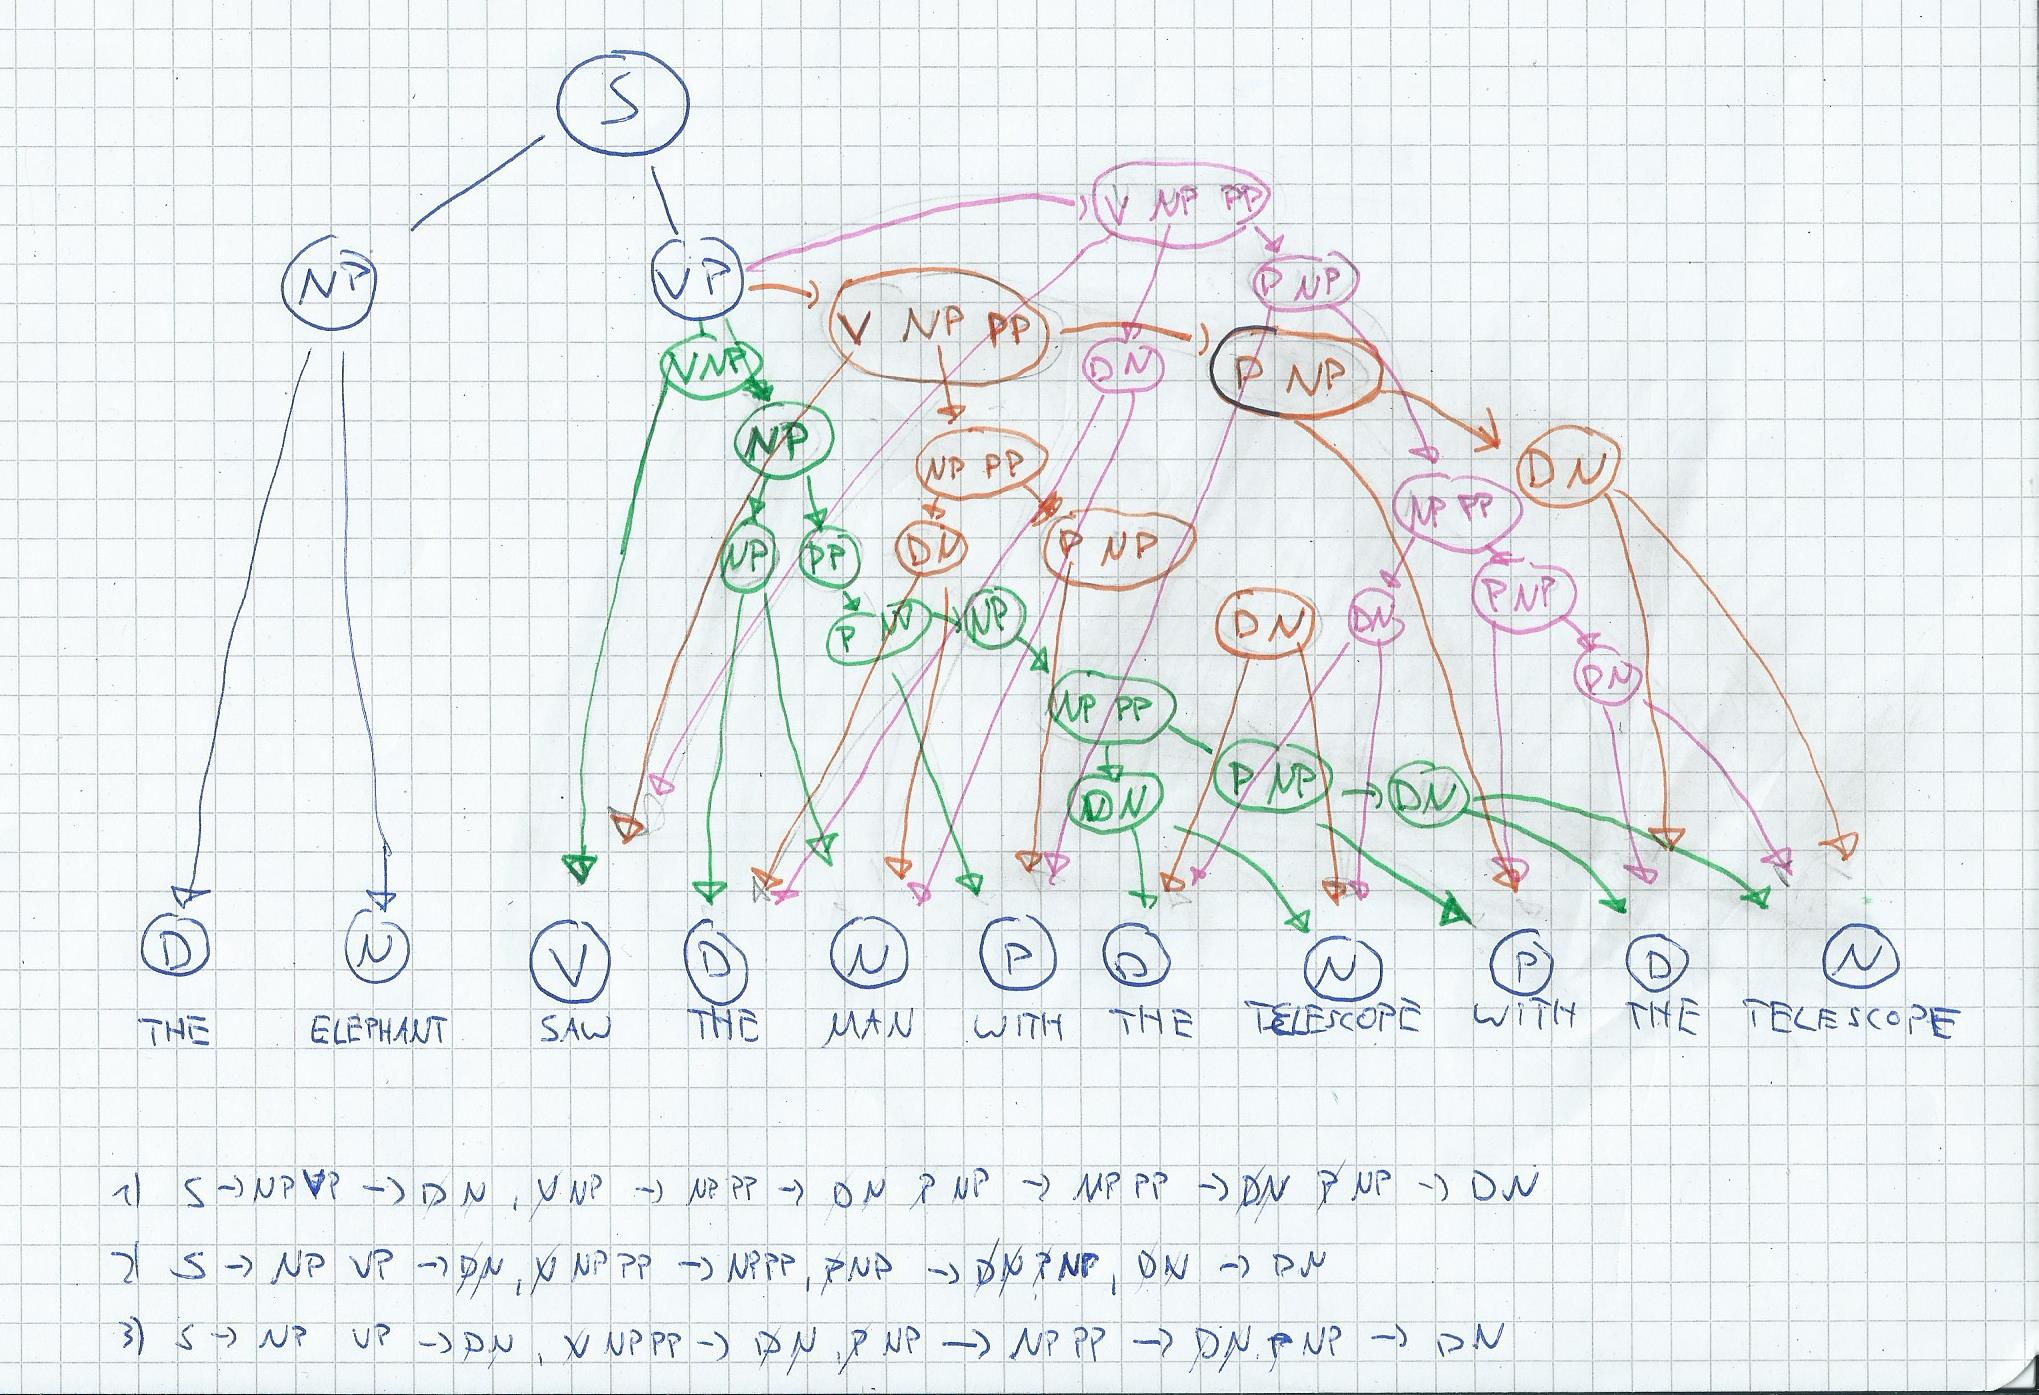 S
V NP PP
NP
VP
P NP
V NP PP
V NP
D N
P NP
NP
NP PP
D N
NP PP
NP
PP
D N
P NP
P NP
P NP
NP
D N
D N
D N
NP PP
P NP
D N
D N
D N V D N P D N P D N
THE ELEPHANT SAW THE MAN WITH THE TELESCOPE WITH THE TELESCOPE
1) S → NP VP → D N , V NP → NP PP → D N P NP → NP PP → D N P NP → D N
2) S → NP VP → D N , V NP PP → NP PP , P NP → D N P NP , D N → D N
3) S → NP VP → D N , V NP PP → D N , P NP → NP PP → D N , P NP → D N